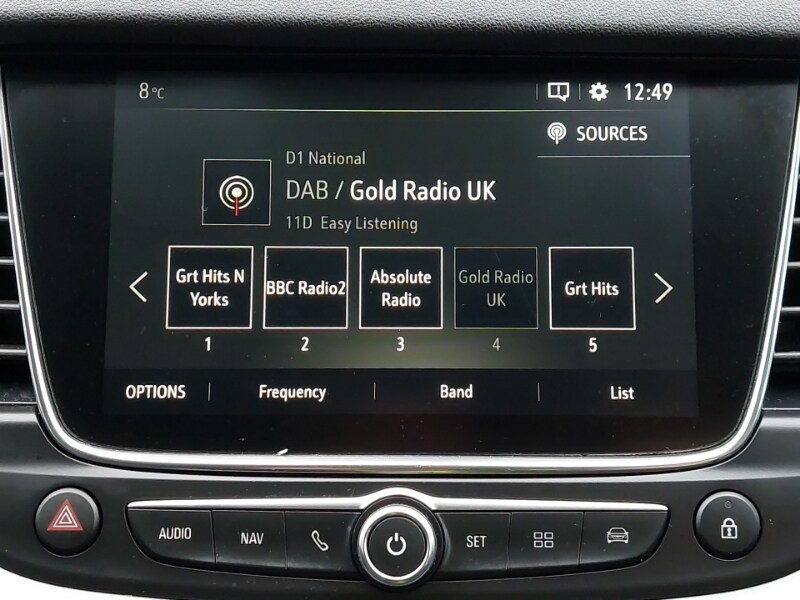 8°C
12:49
SOURCES
D1 National
DAB / Gold Radio UK
11D Easy Listening
Grt Hits N
Yorks
BBC Radio2
Absolute
Radio
Gold Radio
UK
Grt Hits
1 2 3 4 5
OPTIONS Frequency Band List
AUDIO NAV SET